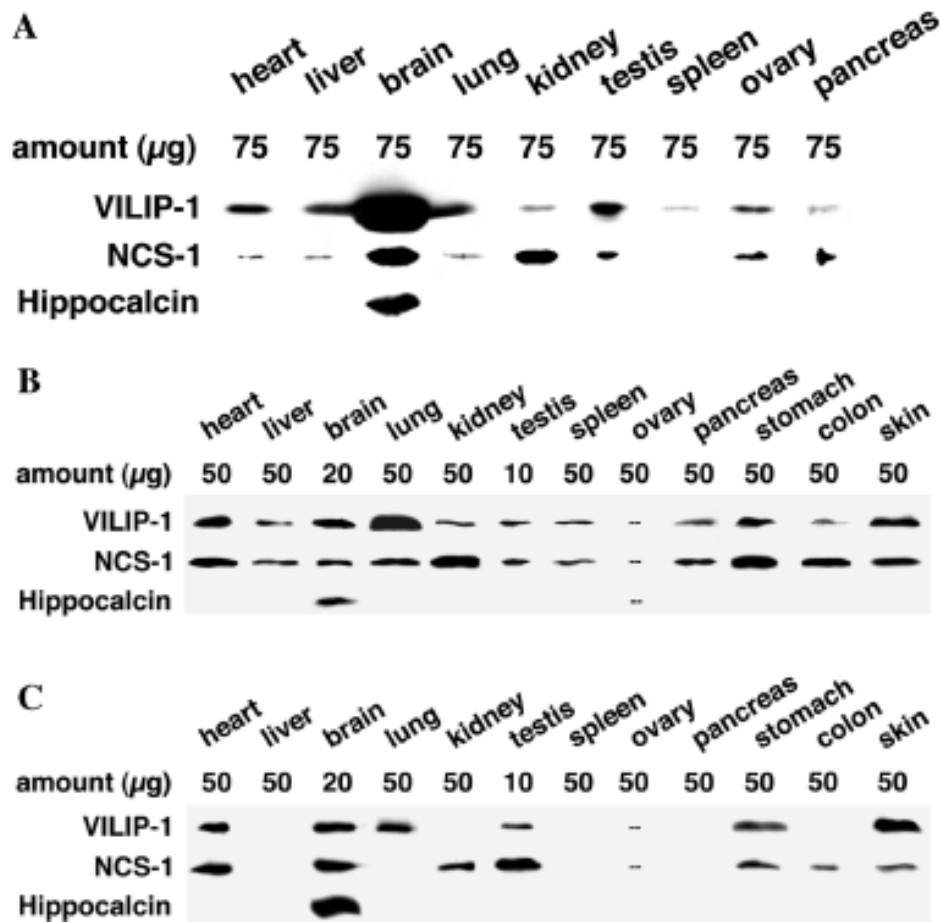 A
heart liver brain lung kidney testis spleen ovary pancreas
amount (µg) 75 75 75 75 75 75 75 75 75
VILIP-1
NCS-1
Hippocalcin
B
heart liver brain lung kidney testis spleen ovary pancreas stomach colon skin
amount (µg) 50 50 20 50 50 10 50 50 50 50 50 50
VILIP-1 --
NCS-1 --
Hippocalcin --
C
heart liver brain lung kidney testis spleen ovary pancreas stomach colon skin
amount (µg) 50 50 20 50 50 10 50 50 50 50 50 50
VILIP-1 --
NCS-1 --
Hippocalcin